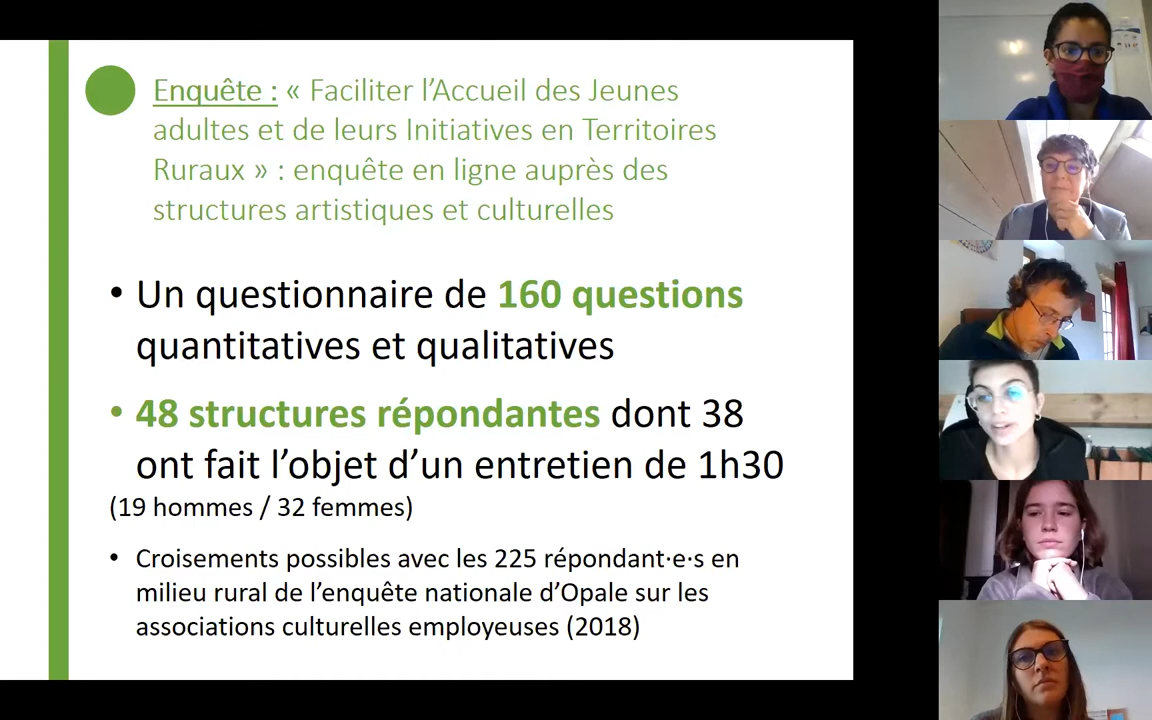 Enquête : « Faciliter l’Accueil des Jeunes
adultes et de leurs Initiatives en Territoires
Ruraux » : enquête en ligne auprès des
structures artistiques et culturelles
• Un questionnaire de 160 questions
quantitatives et qualitatives
• 48 structures répondantes dont 38
ont fait l’objet d’un entretien de 1h30
(19 hommes / 32 femmes)
• Croisements possibles avec les 225 répondant·e·s en
milieu rural de l’enquête nationale d’Opale sur les
associations culturelles employeuses (2018)